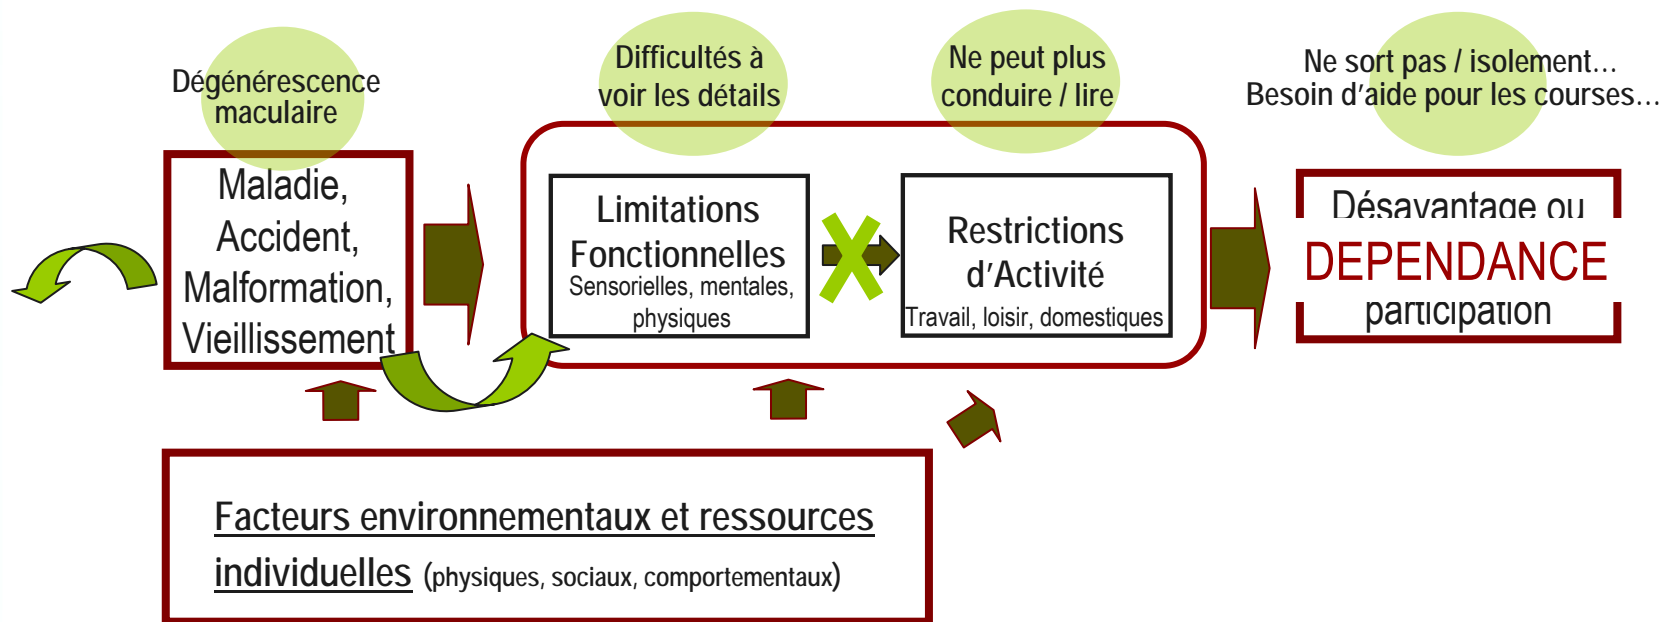 Dégénérescence
maculaire
Difficultés à
voir les détails
Ne peut plus
conduire / lire
Ne sort pas / isolement…
Besoin d'aide pour les courses…
Maladie,
Accident,
Malformation,
Vieillissement
Limitations
Fonctionnelles
Sensorielles, mentales,
physiques
Restrictions
d'Activité
Travail, loisir, domestiques
Désavantage ou
DEPENDANCE
participation
Facteurs environnementaux et ressources
individuelles (physiques, sociaux, comportementaux)